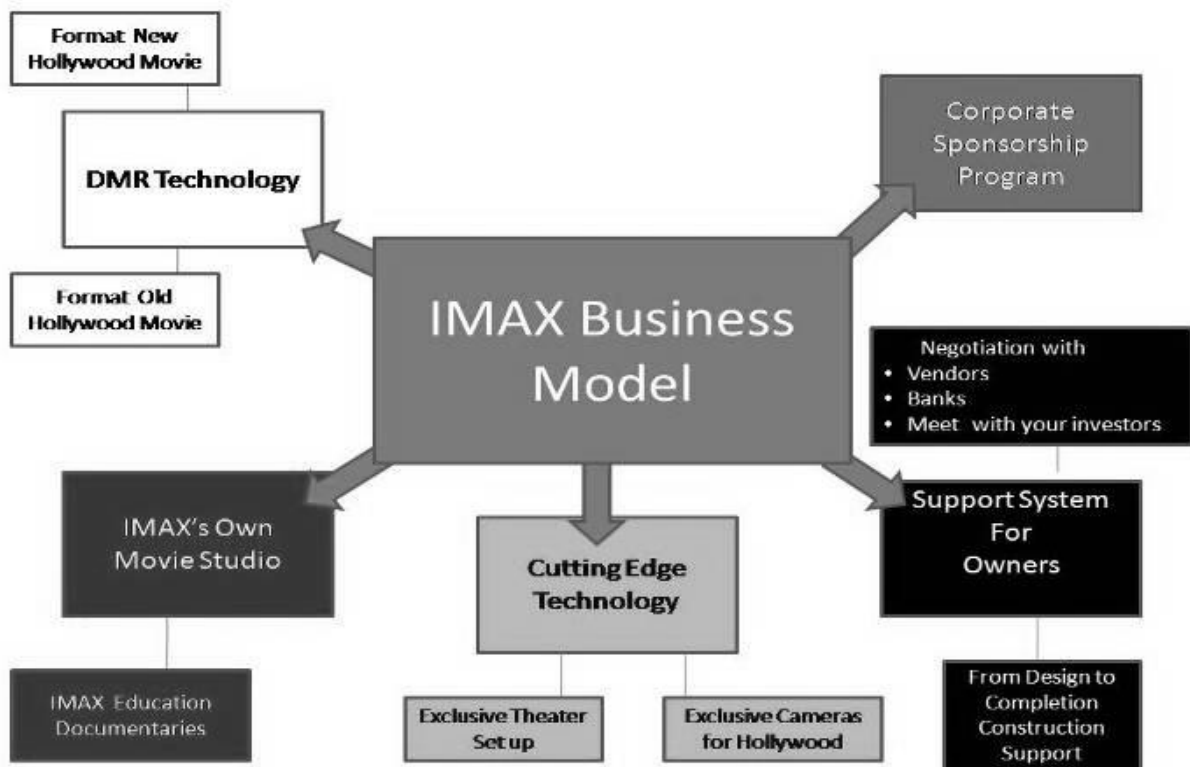 Format New
Hollywood Movie
DMR Technology
Format Old
Hollywood Movie
Corporate
Sponsorship
Program
IMAX Business
Model
Negotiation with
• Vendors
• Banks
• Meet with your investors
IMAX's Own
Movie Studio
Cutting Edge
Technology
Support System
For
Owners
IMAX Education
Documentaries
Exclusive Theater
Set up
Exclusive Cameras
for Hollywood
From Design to
Completion
Construction
Support